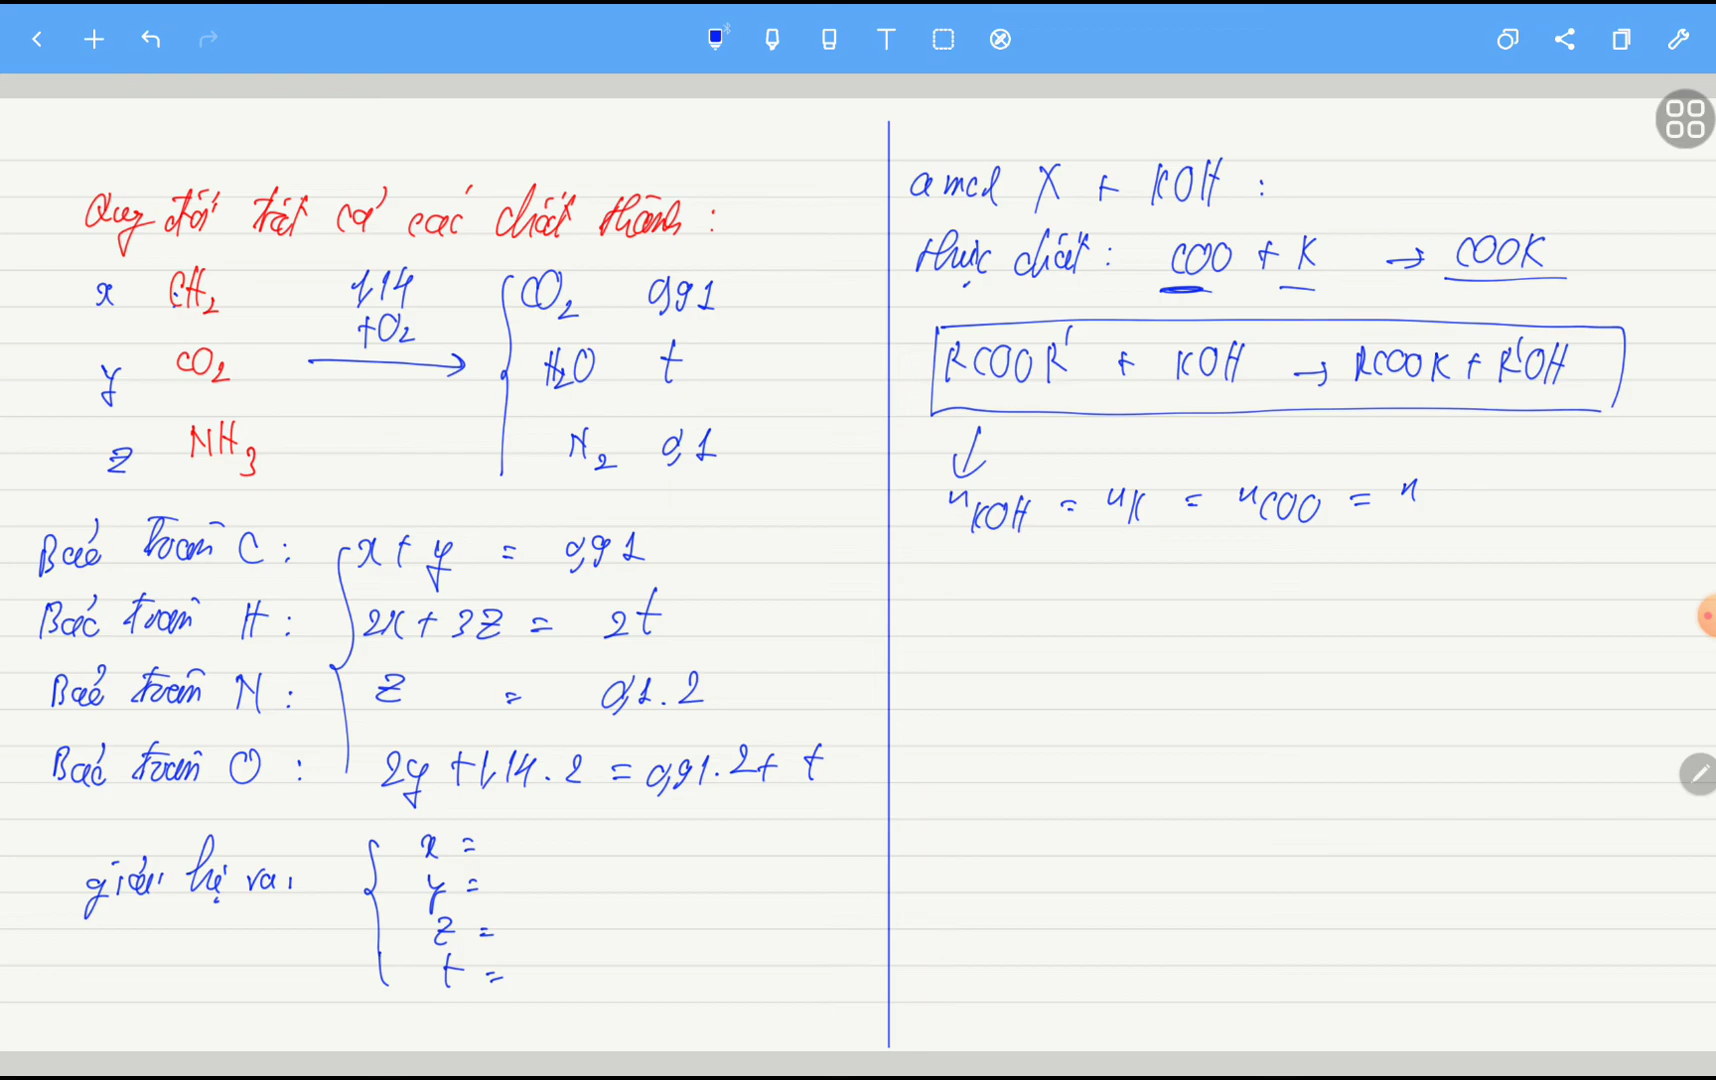 Quy đổi tất cả các chất thành :
x CH2 1,14 CO2 0,91
+O2
y CO2 H2O t
z NH3 N2 0,1
Bảo toàn C : x + y = 0,91
Bảo toàn H : 2x + 3z = 2t
Bảo toàn N : z = 0,1.2
Bảo toàn O : 2y + 1,14.2 = 0,91.2 + t
giải hệ ra :
x =
y =
z =
t =
a mol X + KOH :
thực chất : COO + K → COOK
RCOOR' + KOH → RCOOK + R'OH
↓
nKOH = nK = nCOO = n
T